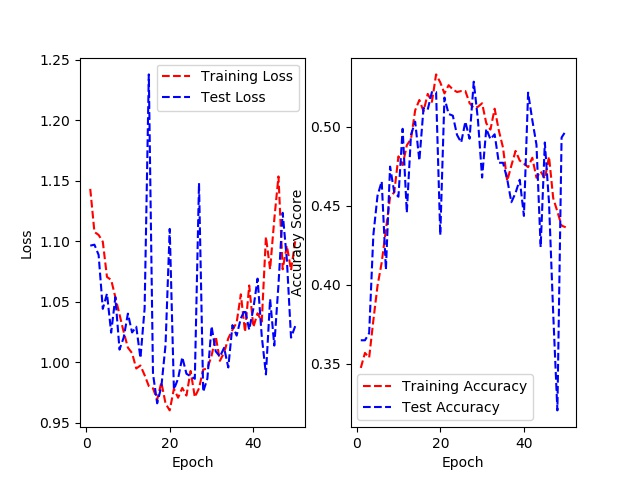 1.25
1.20
1.15
1.10
1.05
1.00
0.95
Loss
0 20 40
Epoch
Training Loss
Test Loss
0.50
0.45
0.40
0.35
Accuracy Score
0 20 40
Epoch
Training Accuracy
Test Accuracy